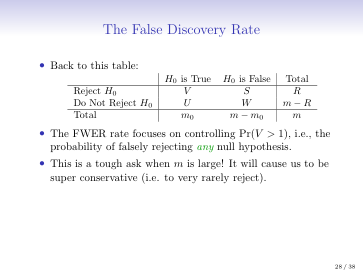 The False Discovery Rate
• Back to this table:
H0 is True H0 is False Total
Reject H0 V S R
Do Not Reject H0 U W m − R
Total m0 m − m0 m
• The FWER rate focuses on controlling Pr(V > 1), i.e., the
probability of falsely rejecting any null hypothesis.
• This is a tough ask when m is large! It will cause us to be
super conservative (i.e. to very rarely reject).
28 / 38